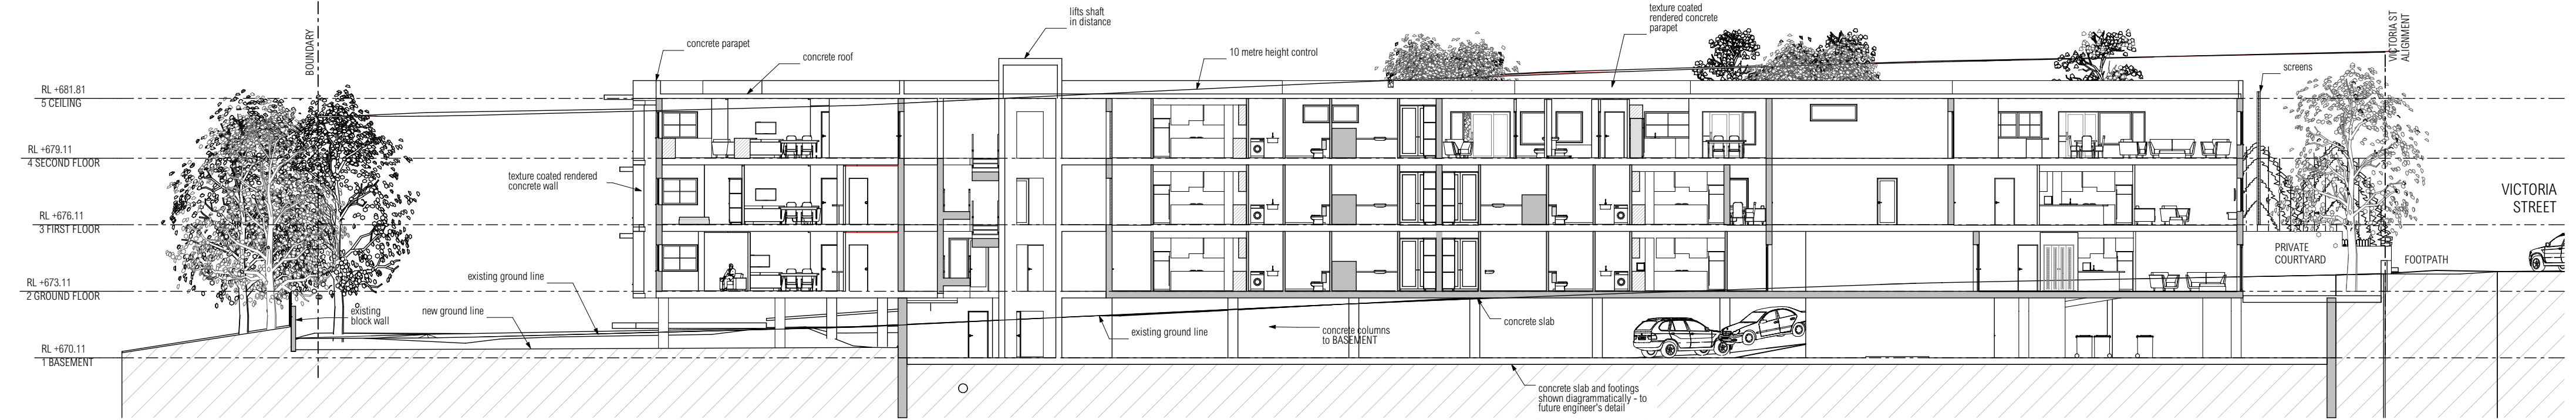 lifts shaft
in distance
texture coated
rendered concrete
parapet
BOUNDARY
VICTORIA ST
ALIGNMENT
concrete parapet
concrete roof
10 metre height control
screens
RL +681.81
5 CEILING
RL +679.11
4 SECOND FLOOR
texture coated rendered
concrete wall
RL +676.11
3 FIRST FLOOR
VICTORIA
STREET
PRIVATE
COURTYARD
FOOTPATH
RL +673.11
2 GROUND FLOOR
existing ground line
existing
block wall
new ground line
existing ground line
concrete columns
to BASEMENT
concrete slab
RL +670.11
1 BASEMENT
concrete slab and footings
shown diagrammatically - to
future engineer's detail